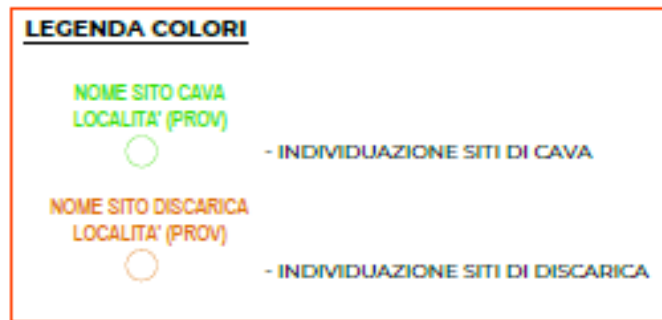 LEGENDA COLORI
NOME SITO CAVA
LOCALITA' (PROV)
- INDIVIDUAZIONE SITI DI CAVA
NOME SITO DISCARICA
LOCALITA' (PROV)
- INDIVIDUAZIONE SITI DI DISCARICA